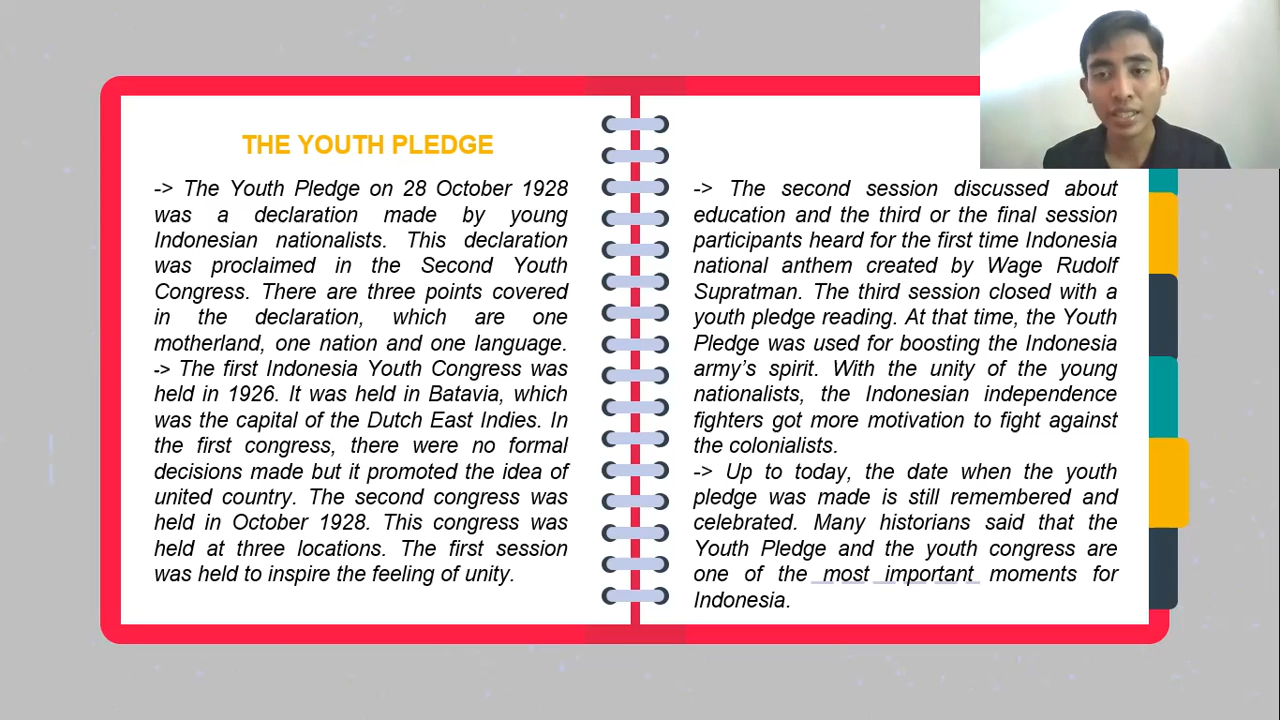 THE YOUTH PLEDGE
-> The Youth Pledge on 28 October 1928
was a declaration made by young
Indonesian nationalists. This declaration
was proclaimed in the Second Youth
Congress. There are three points covered
in the declaration, which are one
motherland, one nation and one language.
-> The first Indonesia Youth Congress was
held in 1926. It was held in Batavia, which
was the capital of the Dutch East Indies. In
the first congress, there were no formal
decisions made but it promoted the idea of
united country. The second congress was
held in October 1928. This congress was
held at three locations. The first session
was held to inspire the feeling of unity.
-> The second session discussed about
education and the third or the final session
participants heard for the first time Indonesia
national anthem created by Wage Rudolf
Supratman. The third session closed with a
youth pledge reading. At that time, the Youth
Pledge was used for boosting the Indonesia
army's spirit. With the unity of the young
nationalists, the Indonesian independence
fighters got more motivation to fight against
the colonialists.
-> Up to today, the date when the youth
pledge was made is still remembered and
celebrated. Many historians said that the
Youth Pledge and the youth congress are
one of the most important moments for
Indonesia.